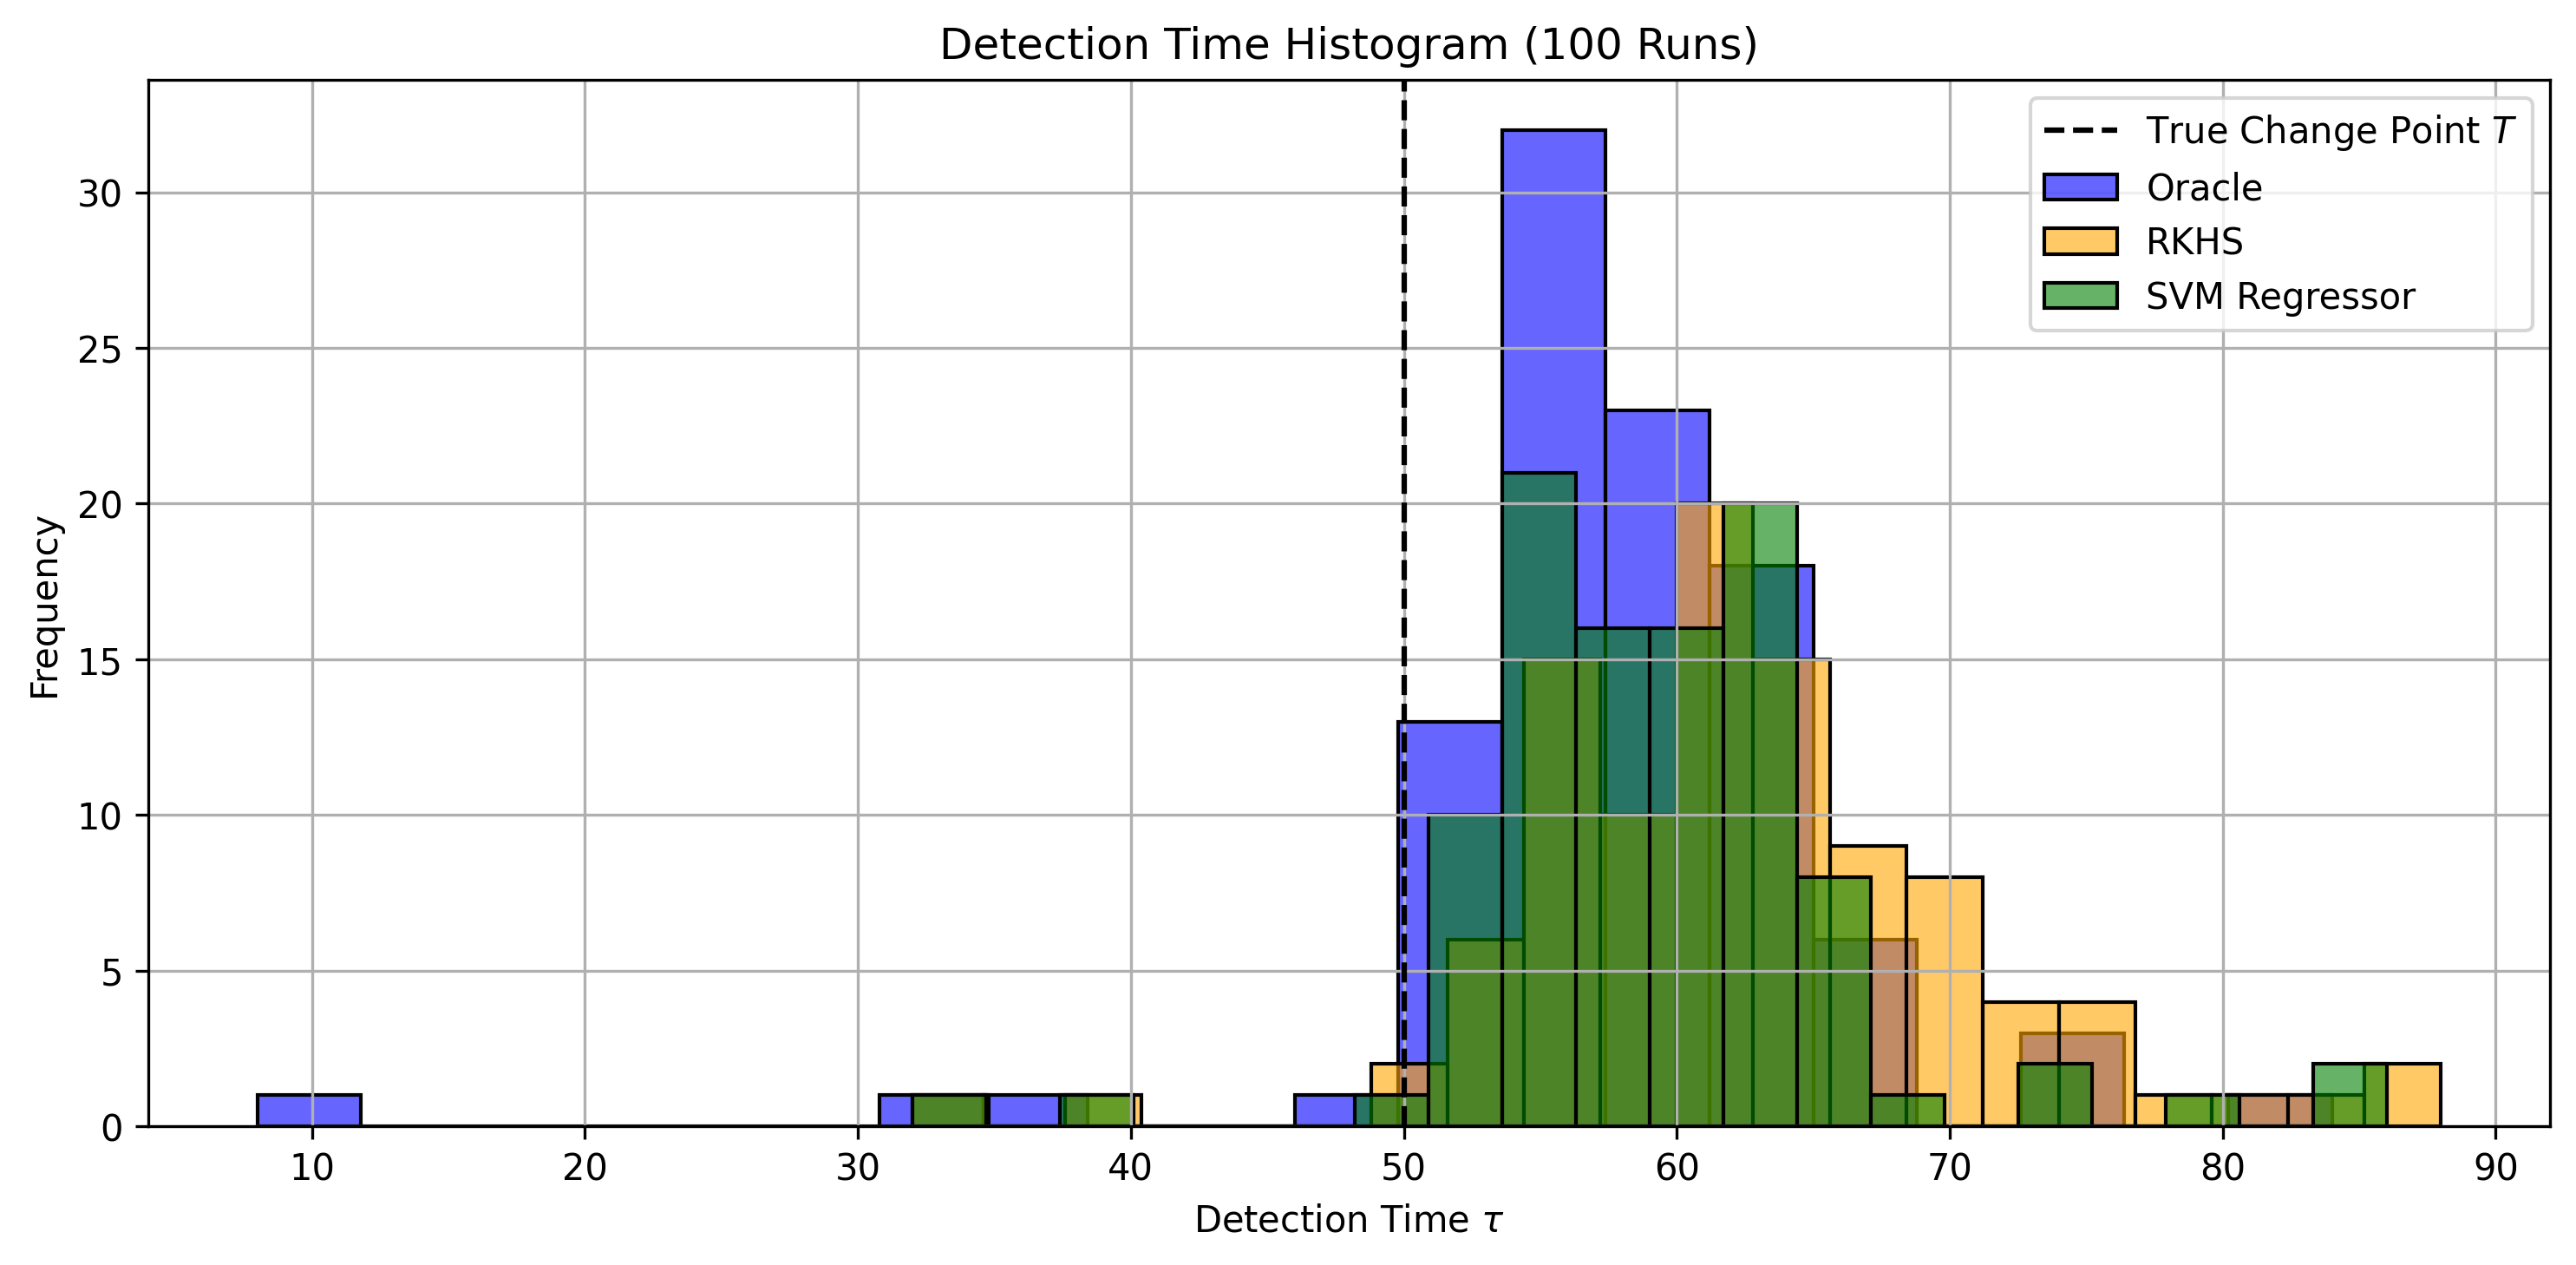 Detection Time Histogram (100 Runs)
True Change Point T
Oracle
RKHS
SVM Regressor
Frequency
30
25
20
15
10
5
0
10 20 30 40 50 60 70 80 90
Detection Time τ